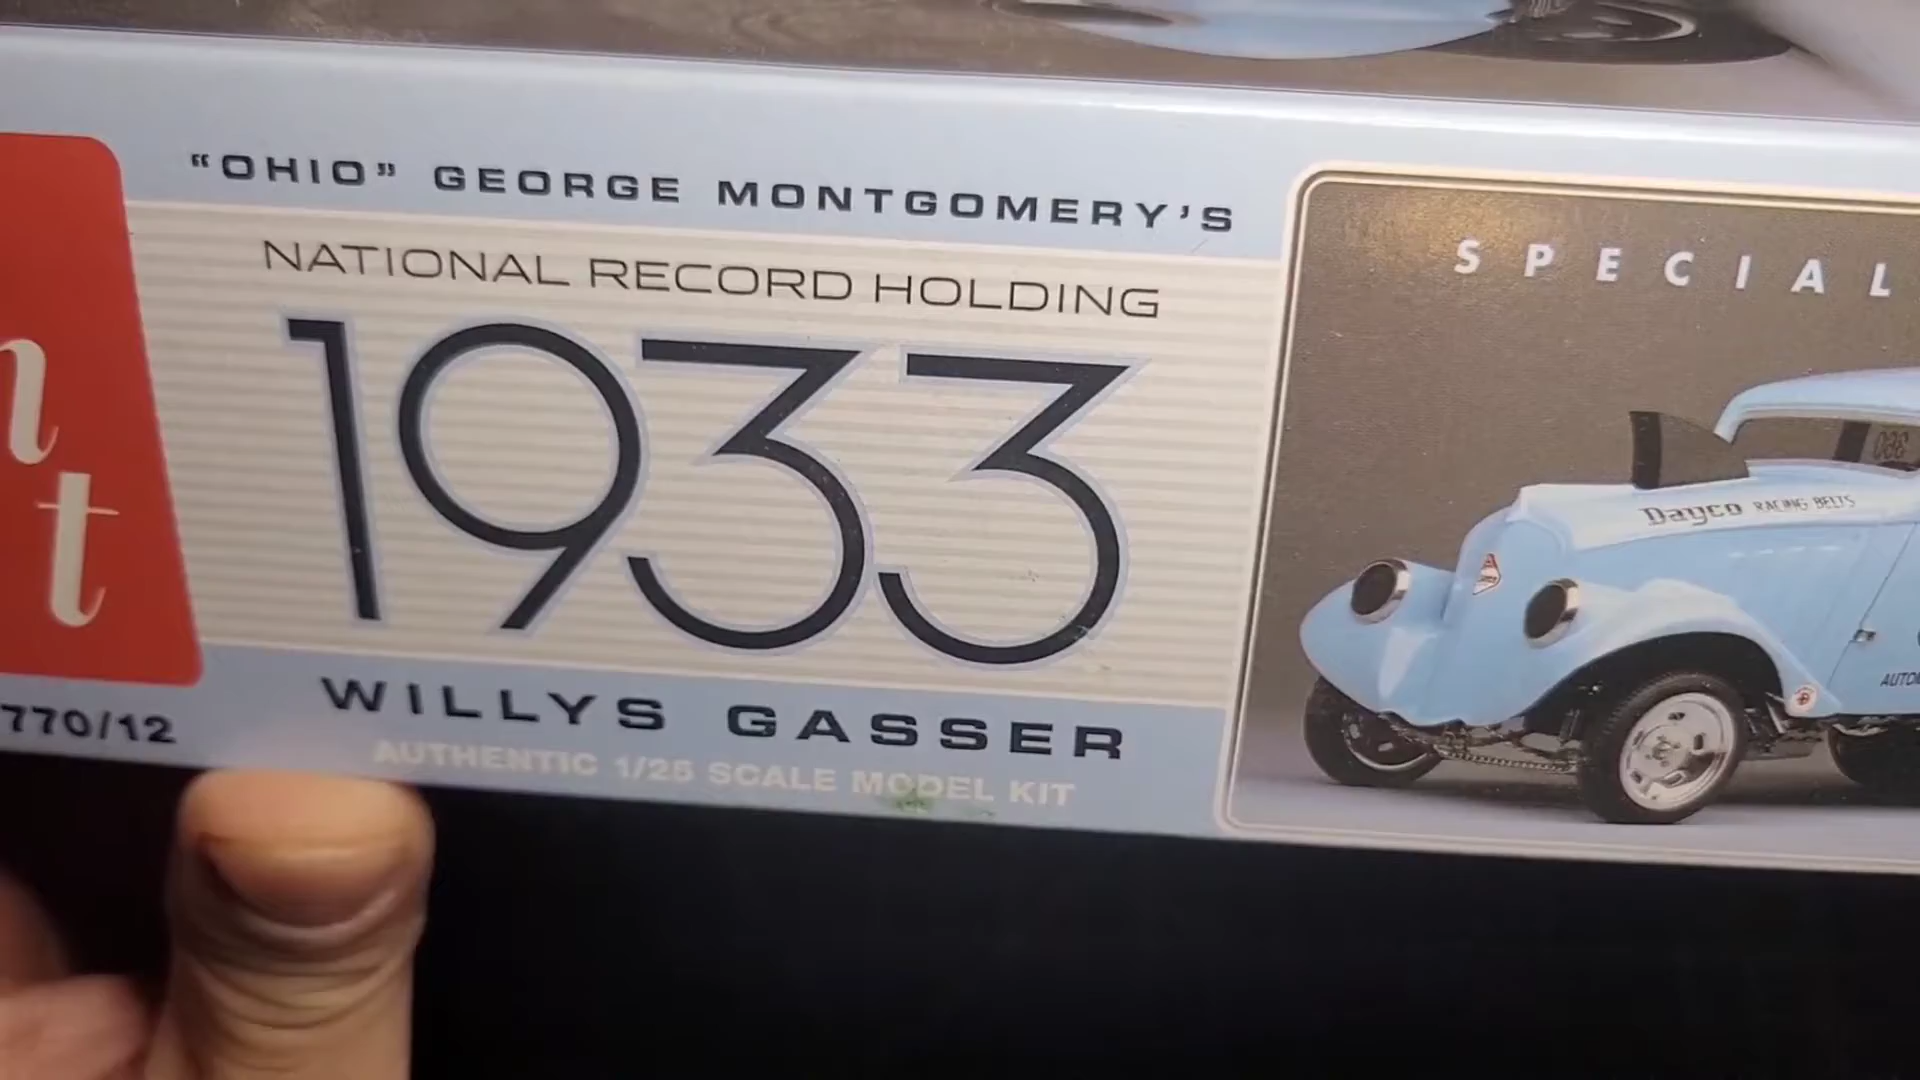 "OHIO" GEORGE MONTGOMERY'S
NATIONAL RECORD HOLDING
1933
WILLYS GASSER
AUTHENTIC 1/25 SCALE MODEL KIT
t
770/12
SPECIAL
Dayco RACING BELTS